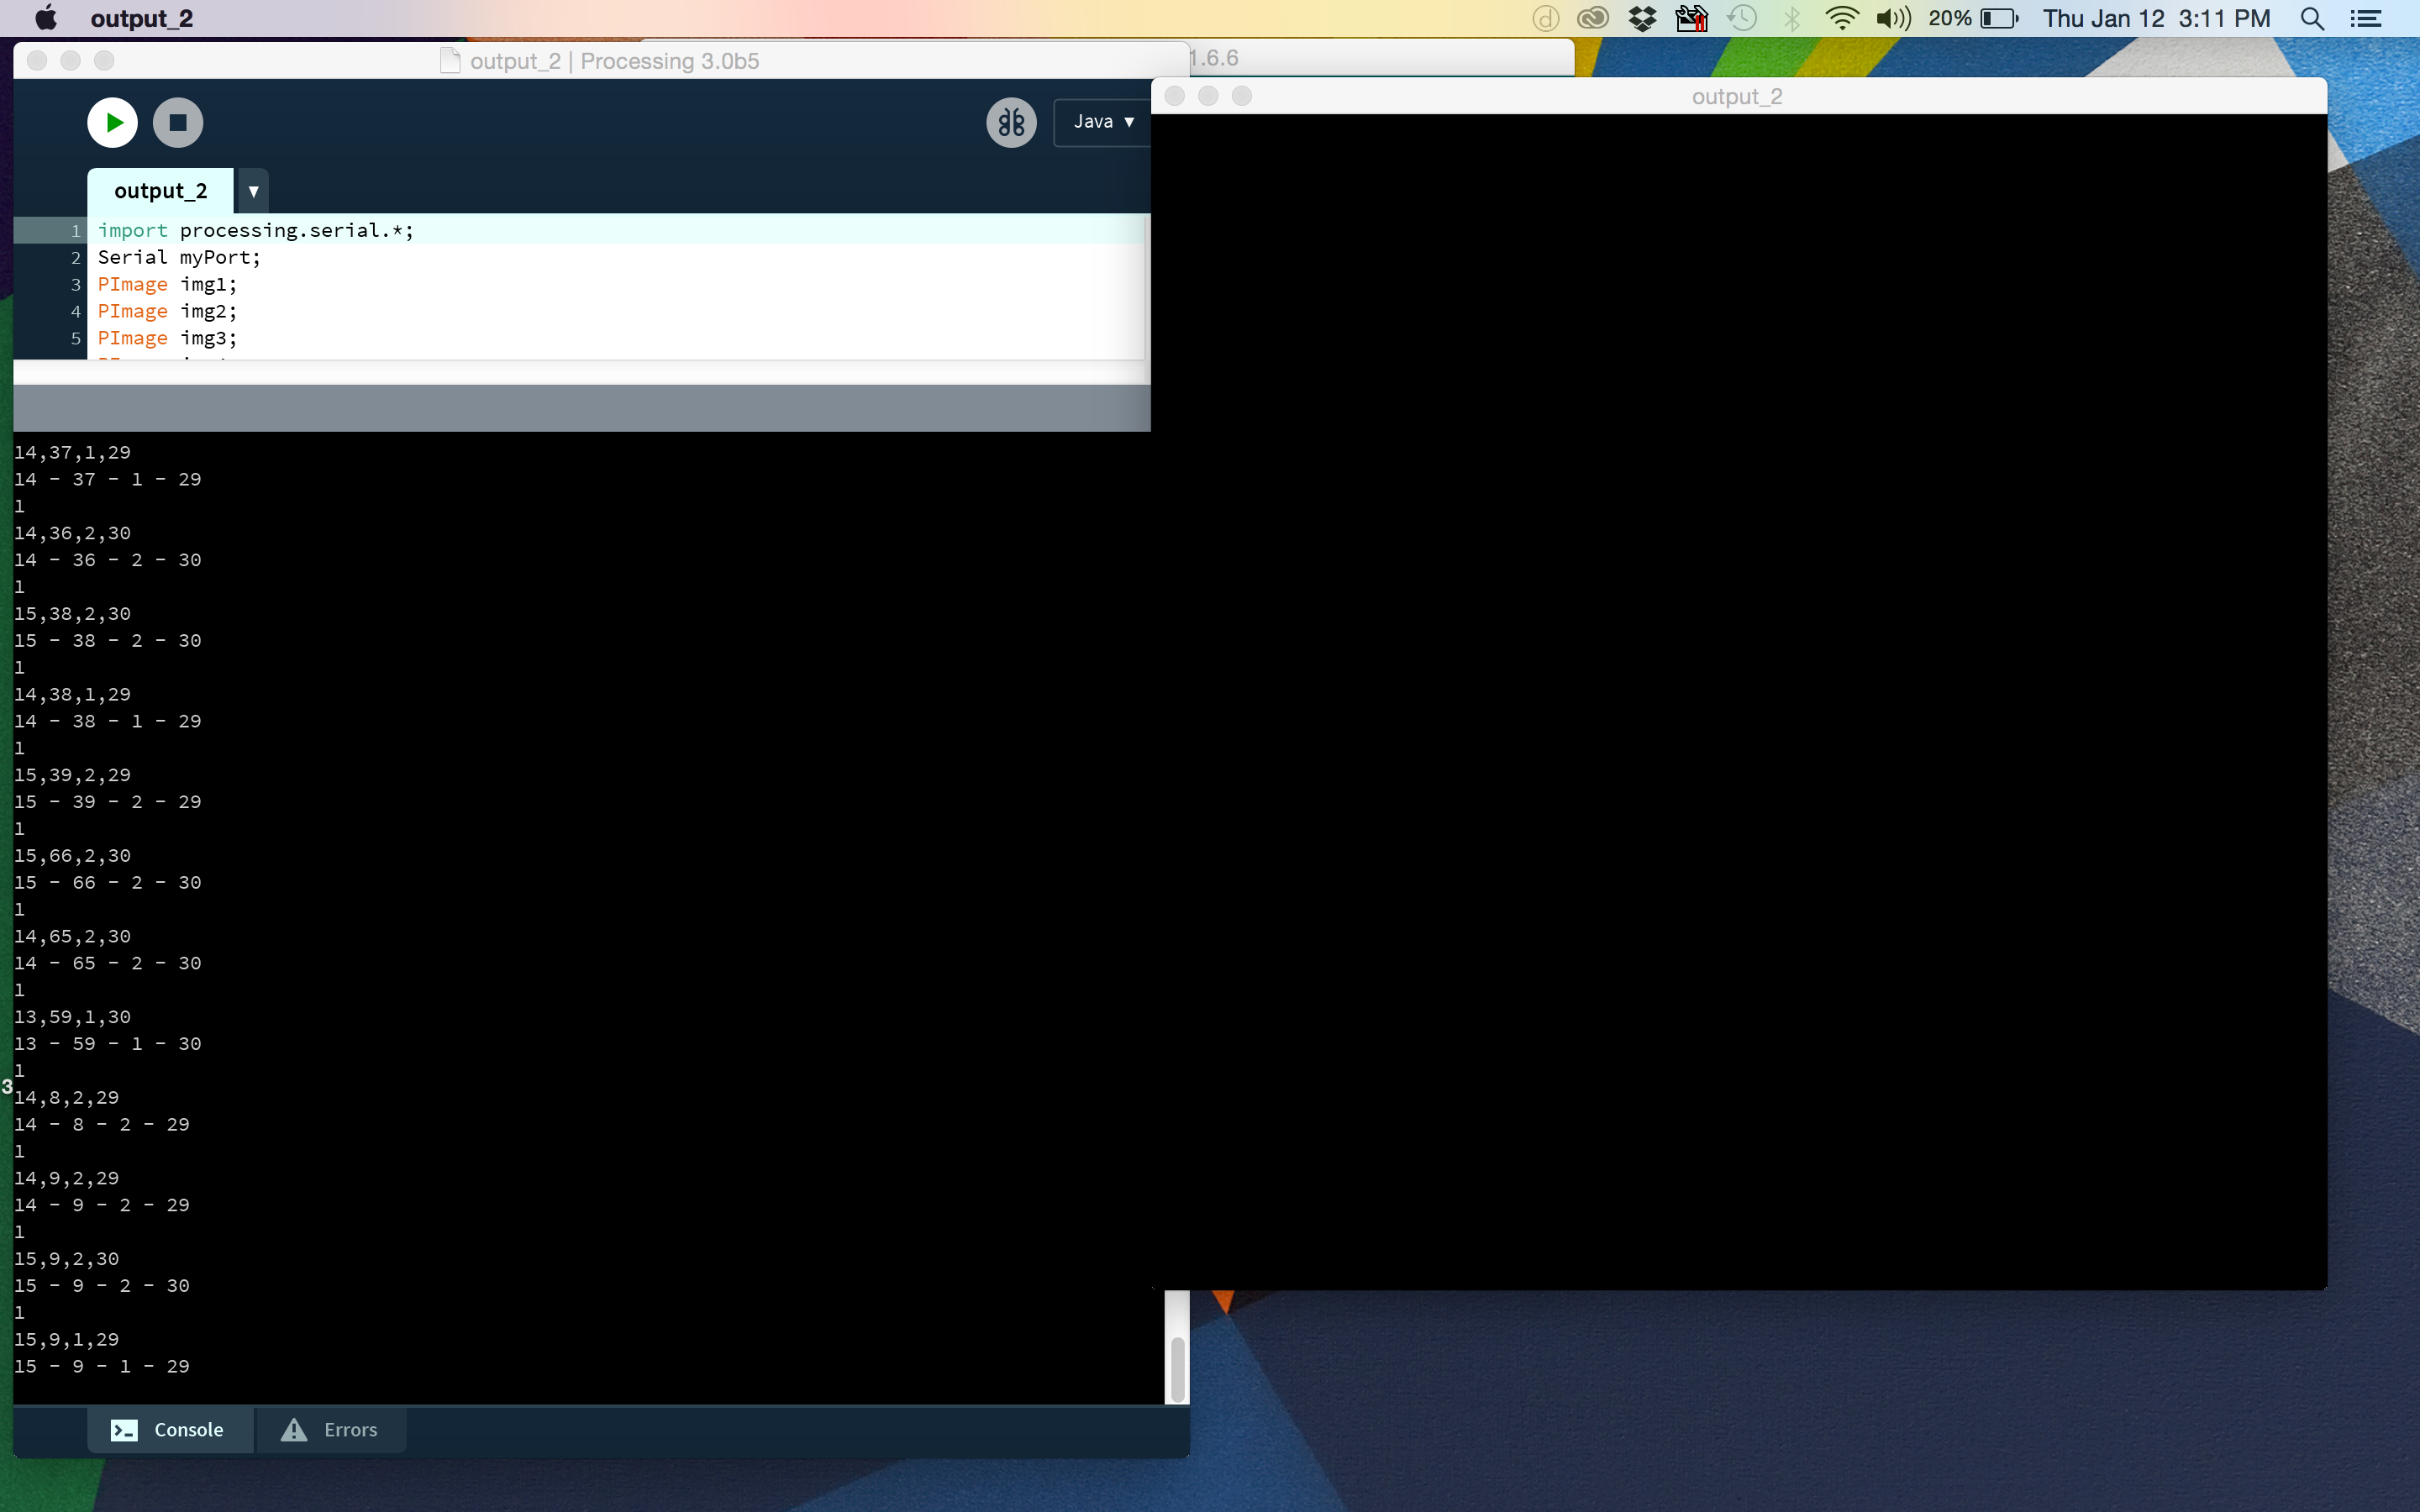 output_2
20%
Thu Jan 12 3:11 PM
output_2 | Processing 3.0b5
1.6.6
output_2
Java ▼
output_2 ▼
1 import processing.serial.*;
2 Serial myPort;
3 PImage img1;
4 PImage img2;
5 PImage img3;
14,37,1,29
14 - 37 - 1 - 29
1
14,36,2,30
14 - 36 - 2 - 30
1
15,38,2,30
15 - 38 - 2 - 30
1
14,38,1,29
14 - 38 - 1 - 29
1
15,39,2,29
15 - 39 - 2 - 29
1
15,66,2,30
15 - 66 - 2 - 30
1
14,65,2,30
14 - 65 - 2 - 30
1
13,59,1,30
13 - 59 - 1 - 30
1
3
14,8,2,29
14 - 8 - 2 - 29
1
14,9,2,29
14 - 9 - 2 - 29
1
15,9,2,30
15 - 9 - 2 - 30
1
15,9,1,29
15 - 9 - 1 - 29
Console
Errors